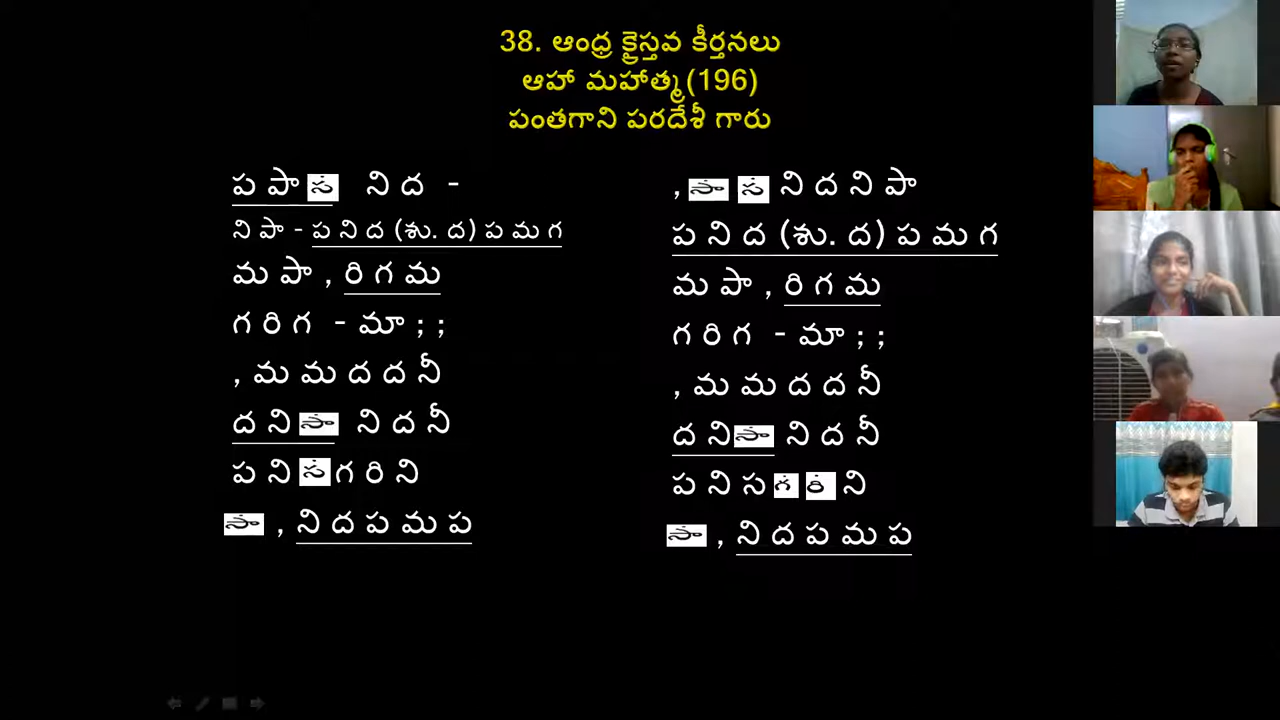 38. ఆంధ్ర క్రైస్తవ కీర్తనలు
ఆహా మహాత్మ(196)
పంతగాని పరదేశీ గారు
ప పా సఁ ని ద -
ని పా - ప ని ద (శు. ద) ప మ గ
మ పా , రి గ మ
గ రి గ - మా ; ;
, మ మ ద ద నీ
ద ని సాఁ ని ద నీ
ప ని సఁ గ రి ని
సాఁ , ని ద ప మ ప
, సాఁ సఁ ని ద ని పా
ప ని ద (శు. ద) ప మ గ
మ పా , రి గ మ
గ రి గ - మా ; ;
, మ మ ద ద నీ
ద ని సాఁ ని ద నీ
ప ని స గఁ రిఁ ని
సాఁ , ని ద ప మ ప